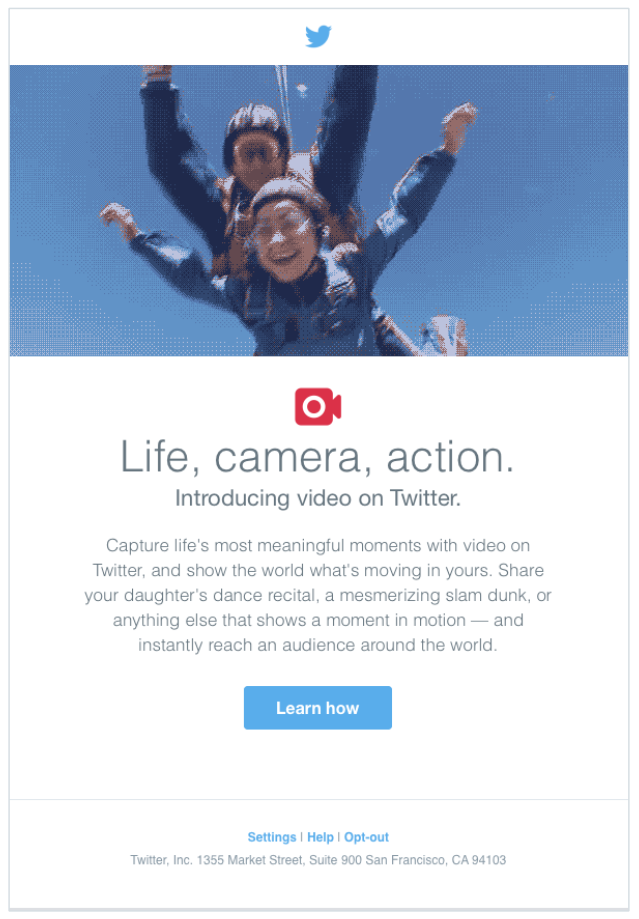 Life, camera, action.
Introducing video on Twitter.
Capture life's most meaningful moments with video on
Twitter, and show the world what's moving in yours. Share
your daughter's dance recital, a mesmerizing slam dunk, or
anything else that shows a moment in motion — and
instantly reach an audience around the world.
Learn how
Settings | Help | Opt-out
Twitter, Inc. 1355 Market Street, Suite 900 San Francisco, CA 94103